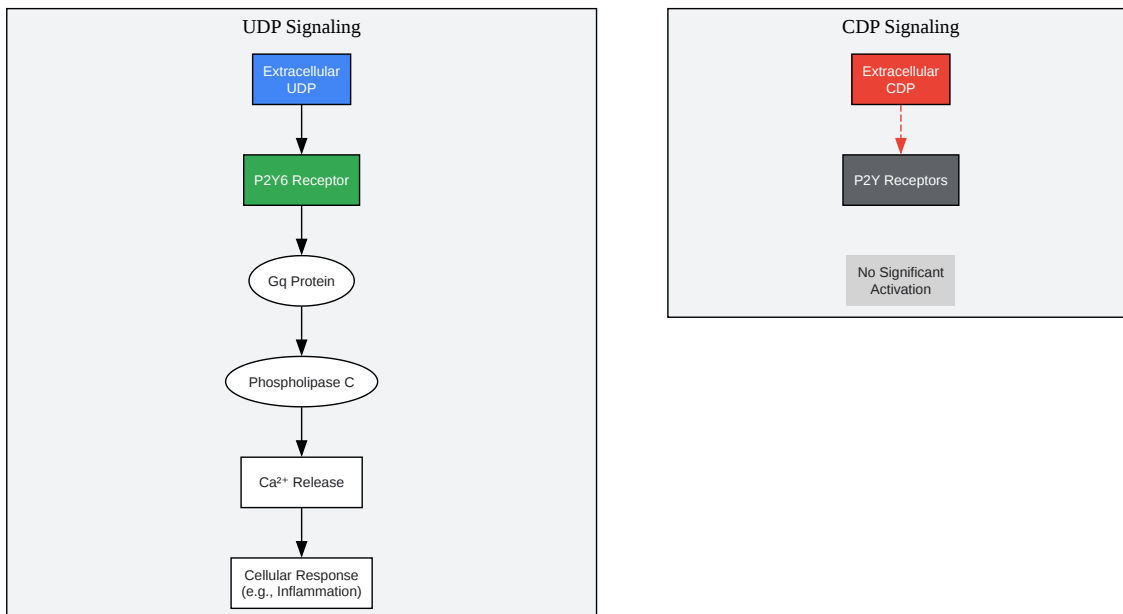 UDP Signaling
Extracellular
UDP
P2Y6 Receptor
Gq Protein
Phospholipase C
Ca²⁺ Release
Cellular Response
(e.g., Inflammation)
CDP Signaling
Extracellular
CDP
P2Y Receptors
No Significant
Activation